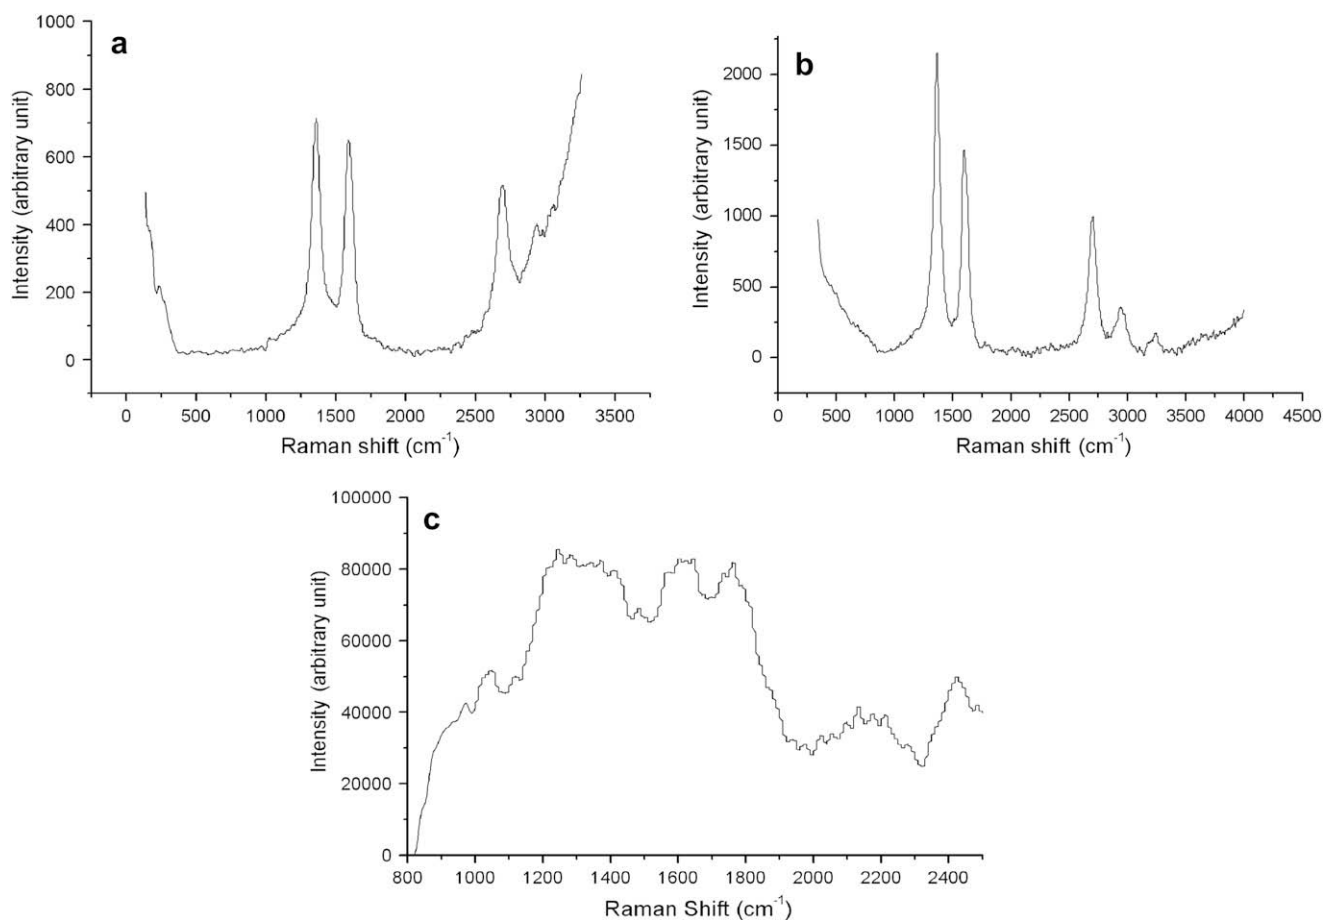 a
1000
800
600
400
200
0
Intensity (arbitrary unit)
0 500 1000 1500 2000 2500 3000 3500
Raman shift (cm⁻¹)
b
2000
1500
1000
500
0
Intensity (arbitrary unit)
0 500 1000 1500 2000 2500 3000 3500 4000 4500
Raman shift (cm⁻¹)
c
100000
80000
60000
40000
20000
0
Intensity (arbitrary unit)
800 1000 1200 1400 1600 1800 2000 2200 2400
Raman Shift (cm⁻¹)